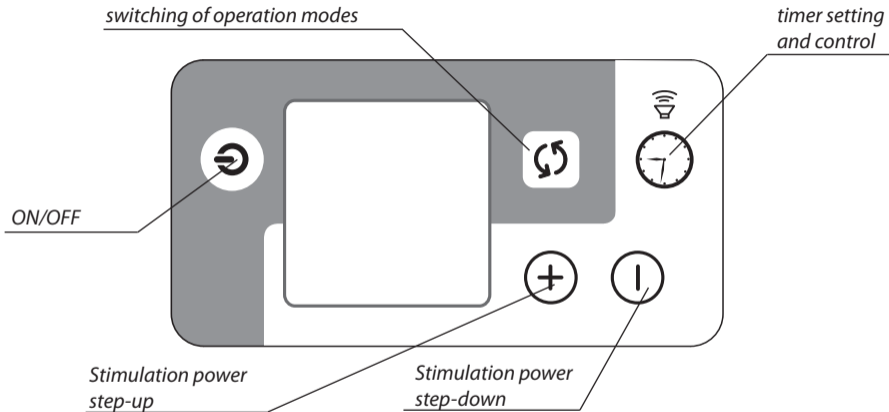 switching of operation modes
timer setting
and control
ON/OFF
Stimulation power
step-up
Stimulation power
step-down